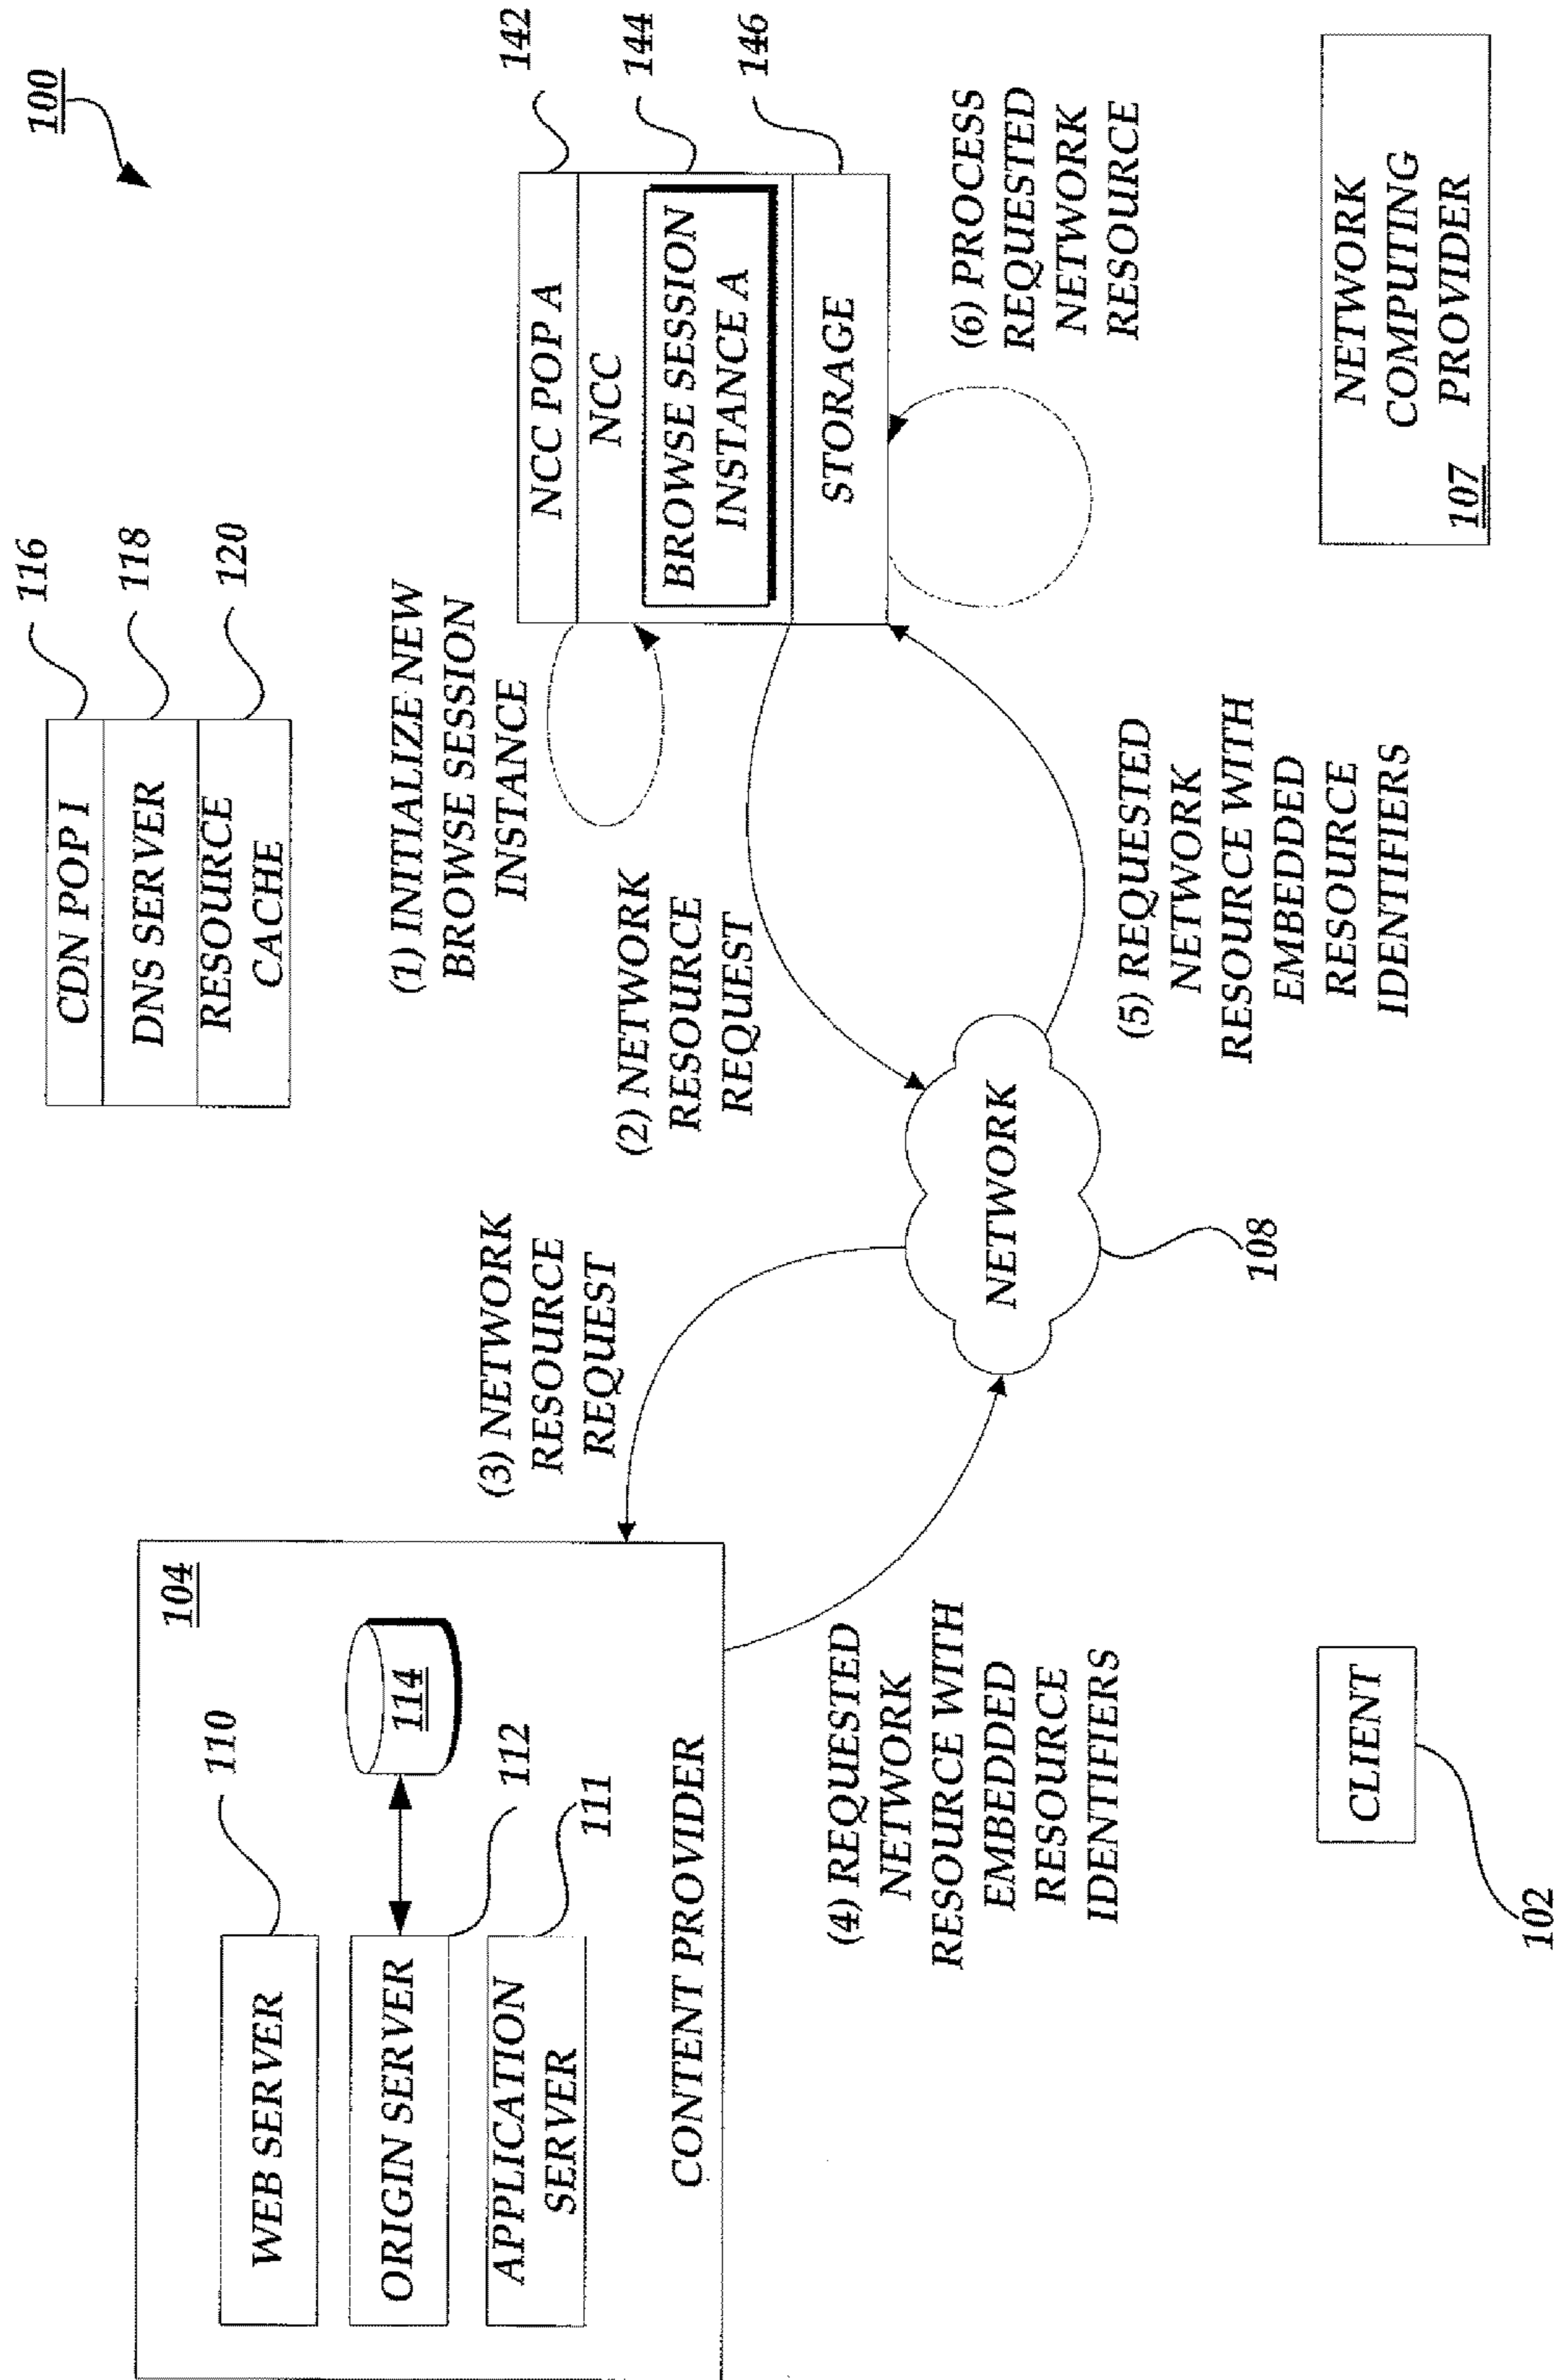 100
116
CDN POP I
118
DNS SERVER
120
RESOURCE
CACHE
104
110
WEB SERVER
114
112
ORIGIN SERVER
111
APPLICATION
SERVER
CONTENT PROVIDER
(1) INITIALIZE NEW
BROWSE SESSION
INSTANCE
142
NCC POP A
144
NCC
BROWSE SESSION
INSTANCE A
146
STORAGE
(2) NETWORK
RESOURCE
REQUEST
(3) NETWORK
RESOURCE
REQUEST
NETWORK
108
(4) REQUESTED
NETWORK
RESOURCE WITH
EMBEDDED
RESOURCE
IDENTIFIERS
(5) REQUESTED
NETWORK
RESOURCE WITH
EMBEDDED
RESOURCE
IDENTIFIERS
(6) PROCESS
REQUESTED
NETWORK
RESOURCE
CLIENT
102
NETWORK
COMPUTING
PROVIDER
107